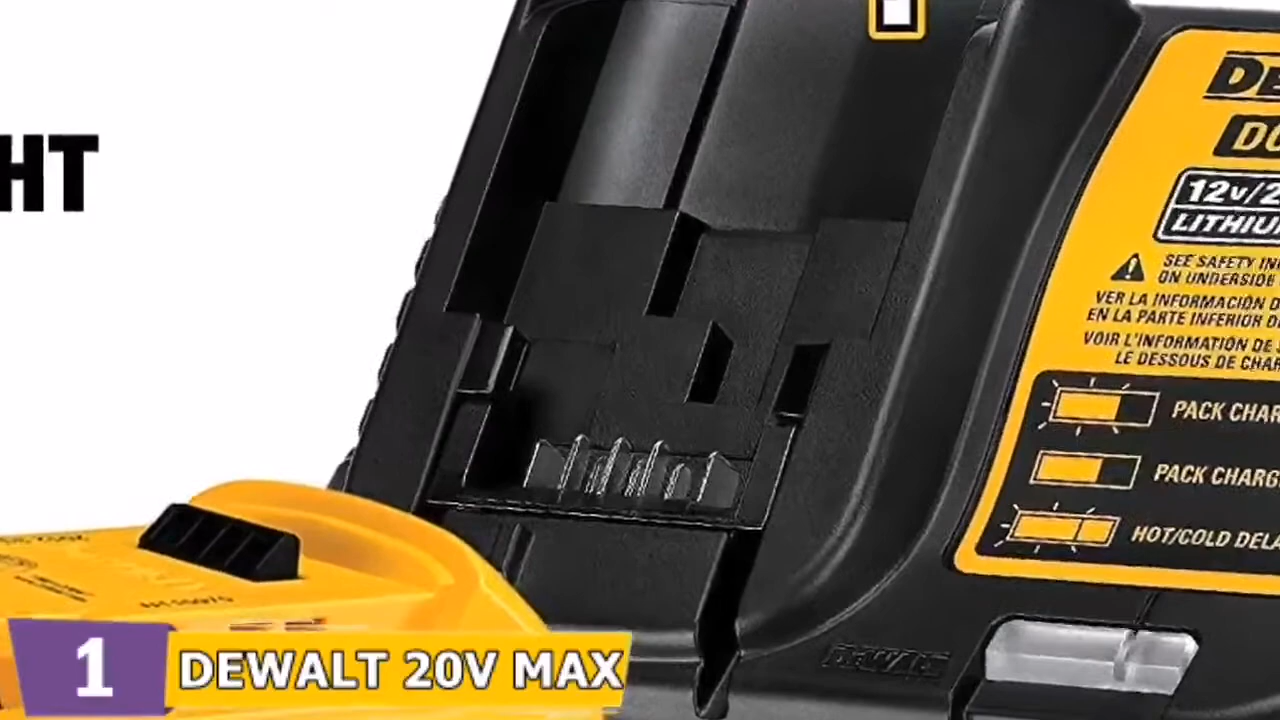 HT
DE
12V/2
LITHIU
SEE SAFETY IN
ON UNDERSIDE
VER LA INFORMACIÓN D
EN LA PARTE INFERIOR D
VOIR L'INFORMATION DE
LE DESSOUS DE CHAR
PACK CHAR
PACK CHARG
HOT/COLD DELA
DEWALT
1
DEWALT 20V MAX